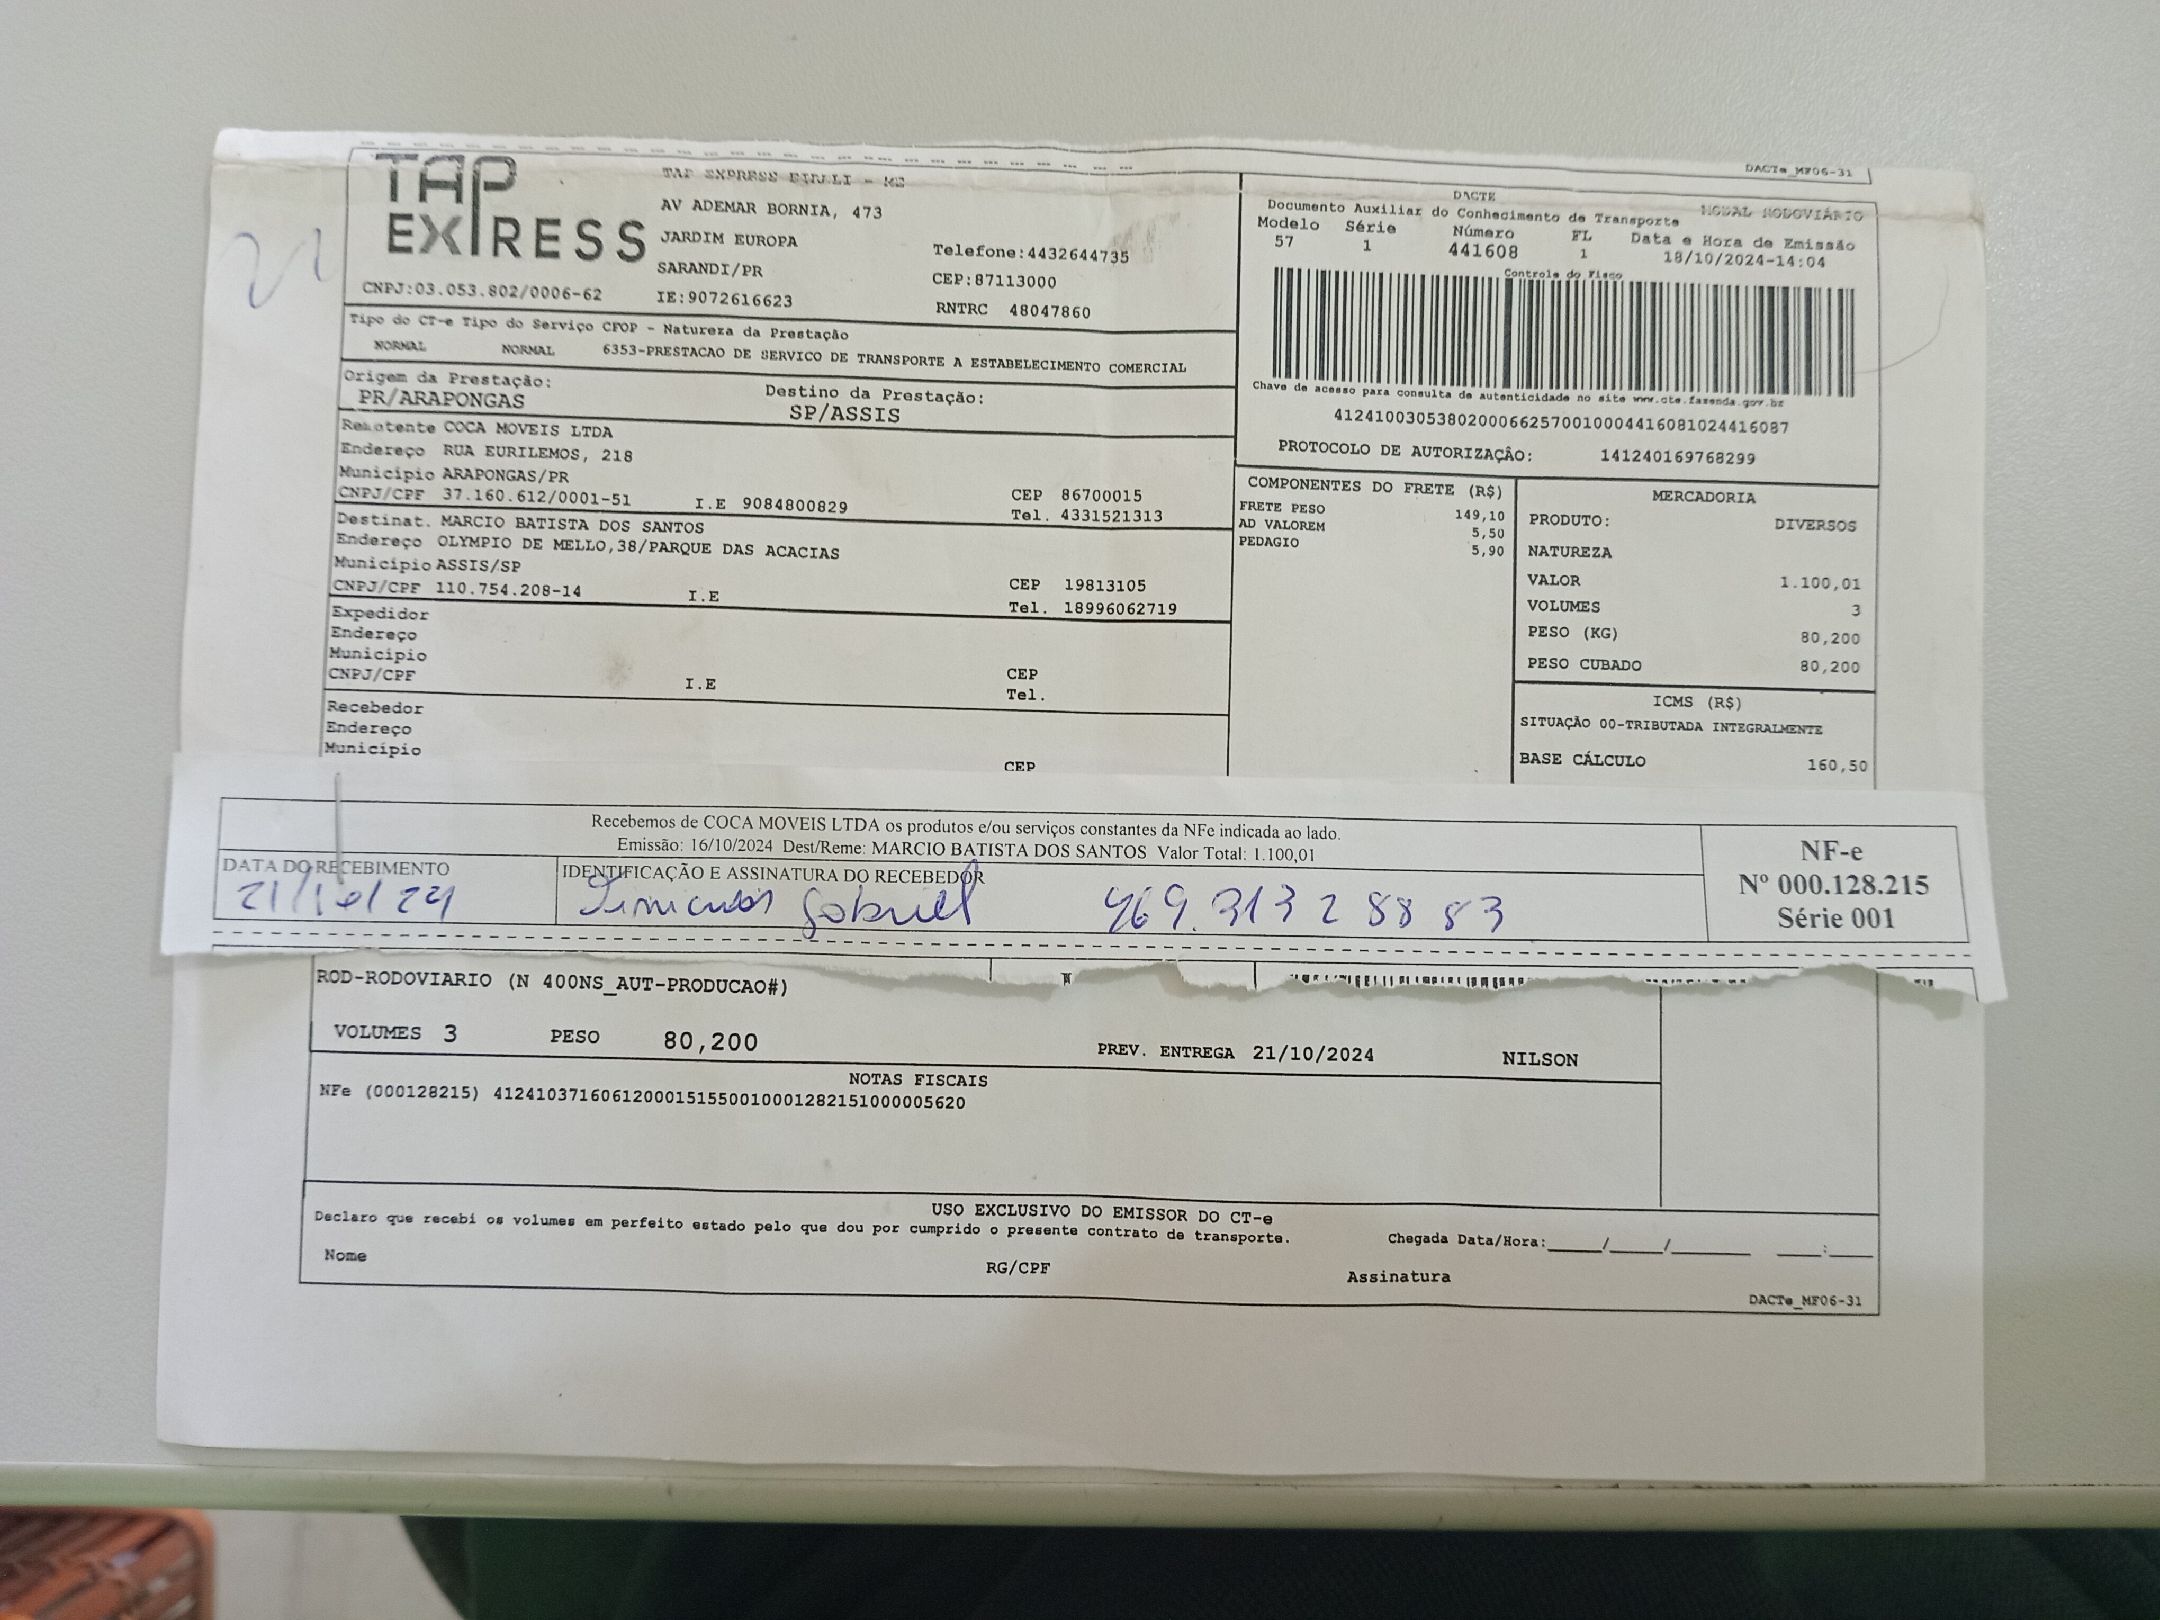 DACTe_MF06-31
TAP EXPRESS
TAP EXPRESS EIRELI - ME
AV ADEMAR BORNIA, 473
JARDIM EUROPA
SARANDI/PR
Telefone:4432644735
CEP:87113000
CNPJ:03.053.802/0006-62
IE:9072616623
RNTRC 48047860
DACTE
Documento Auxiliar do Conhecimento de Transporte
MODAL RODOVIÁRIO
Modelo Série Número FL Data e Hora de Emissão
57 1 441608 1 18/10/2024-14:04
Controle do Fisco
Chave de acesso para consulta de autenticidade no site www.cte.fazenda.gov.br
41241003053802000662570010004416081024416087
PROTOCOLO DE AUTORIZAÇÃO: 141240169768299
Tipo do CT-e Tipo do Serviço CFOP - Natureza da Prestação
NORMAL NORMAL 6353-PRESTACAO DE SERVICO DE TRANSPORTE A ESTABELECIMENTO COMERCIAL
Origem da Prestação: Destino da Prestação:
PR/ARAPONGAS SP/ASSIS
Remetente COCA MOVEIS LTDA
Endereço RUA EURILEMOS, 218
Município ARAPONGAS/PR
CNPJ/CPF 37.160.612/0001-51 I.E 9084800829
CEP 86700015
Tel. 4331521313
Destinat. MARCIO BATISTA DOS SANTOS
Endereço OLYMPIO DE MELLO,38/PARQUE DAS ACACIAS
Município ASSIS/SP
CNPJ/CPF 110.754.208-14 I.E
CEP 19813105
Tel. 18996062719
Expedidor
Endereço
Município
CNPJ/CPF I.E
CEP
Tel.
Recebedor
Endereço
Município
CEP
COMPONENTES DO FRETE (R$)
FRETE PESO 149,10
AD VALOREM 5,50
PEDAGIO 5,90
MERCADORIA
PRODUTO: DIVERSOS
NATUREZA
VALOR 1.100,01
VOLUMES 3
PESO (KG) 80,200
PESO CUBADO 80,200
ICMS (R$)
SITUAÇÃO 00-TRIBUTADA INTEGRALMENTE
BASE CÁLCULO 160,50
Recebemos de COCA MOVEIS LTDA os produtos e/ou serviços constantes da NFe indicada ao lado.
Emissão: 16/10/2024 Dest/Reme: MARCIO BATISTA DOS SANTOS Valor Total: 1.100,01
DATA DO RECEBIMENTO
21/10/24
IDENTIFICAÇÃO E ASSINATURA DO RECEBEDOR
Gabriel 469.313 2 88 83
NF-e
Nº 000.128.215
Série 001
ROD-RODOVIARIO (N 400NS_AUT-PRODUCAO#)
VOLUMES 3 PESO 80,200 PREV. ENTREGA 21/10/2024 NILSON
NOTAS FISCAIS
NFe (000128215) 41241037160612000151550010001282151000005620
USO EXCLUSIVO DO EMISSOR DO CT-e
Declaro que recebi os volumes em perfeito estado pelo que dou por cumprido o presente contrato de transporte.
Chegada Data/Hora:_____/_____/_______ ____:____
Nome RG/CPF Assinatura
DACTe_MF06-31